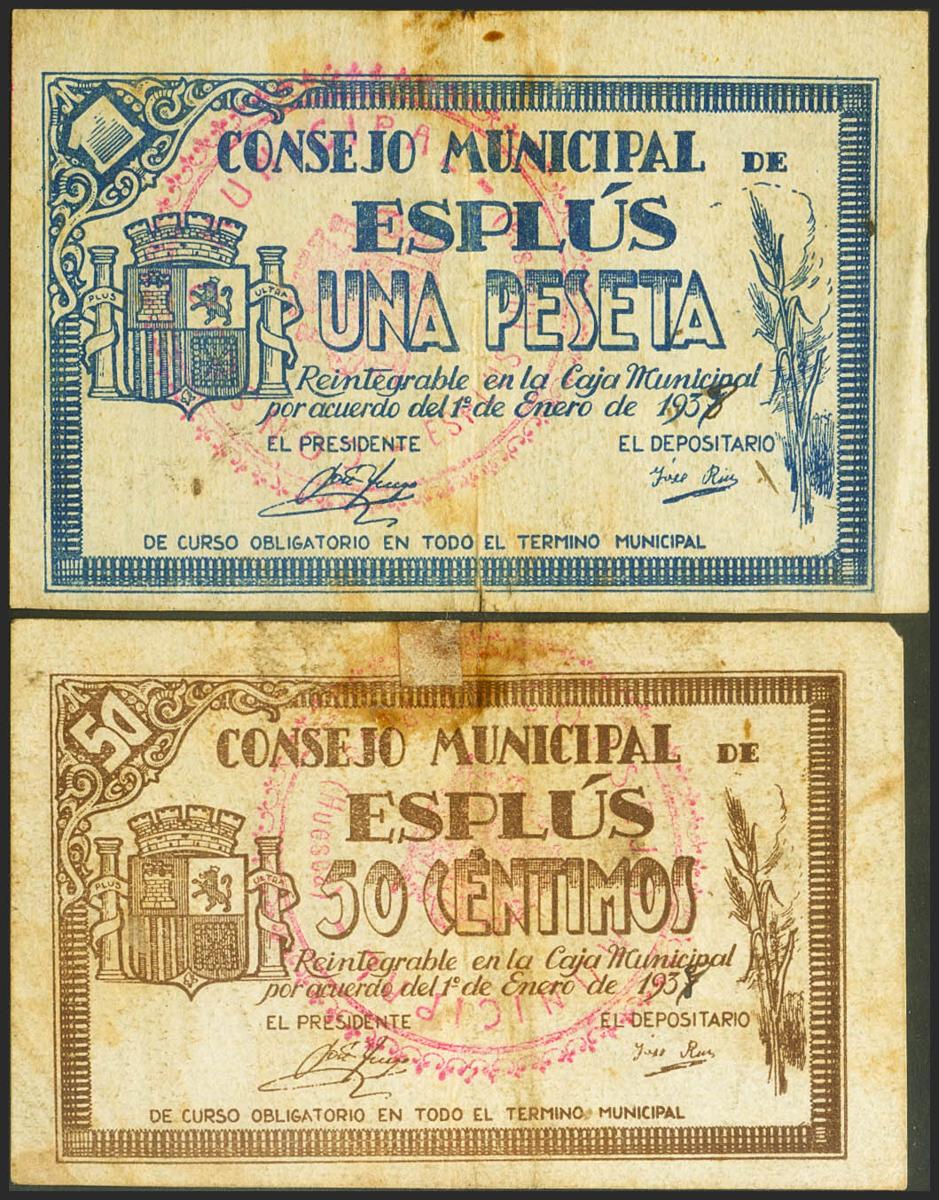 1
CONSEJO MUNICIPAL DE
ESPLÚS
UNA PESETA
PLUS ULTRA
Reintegrable en la Caja Municipal
por acuerdo del 1º de Enero de 1938
EL PRESIDENTE EL DEPOSITARIO
DE CURSO OBLIGATORIO EN TODO EL TERMINO MUNICIPAL
50
CONSEJO MUNICIPAL DE
ESPLÚS
50 CÉNTIMOS
PLUS ULTRA
Reintegrable en la Caja Municipal
por acuerdo del 1º de Enero de 1938
EL PRESIDENTE EL DEPOSITARIO
DE CURSO OBLIGATORIO EN TODO EL TERMINO MUNICIPAL